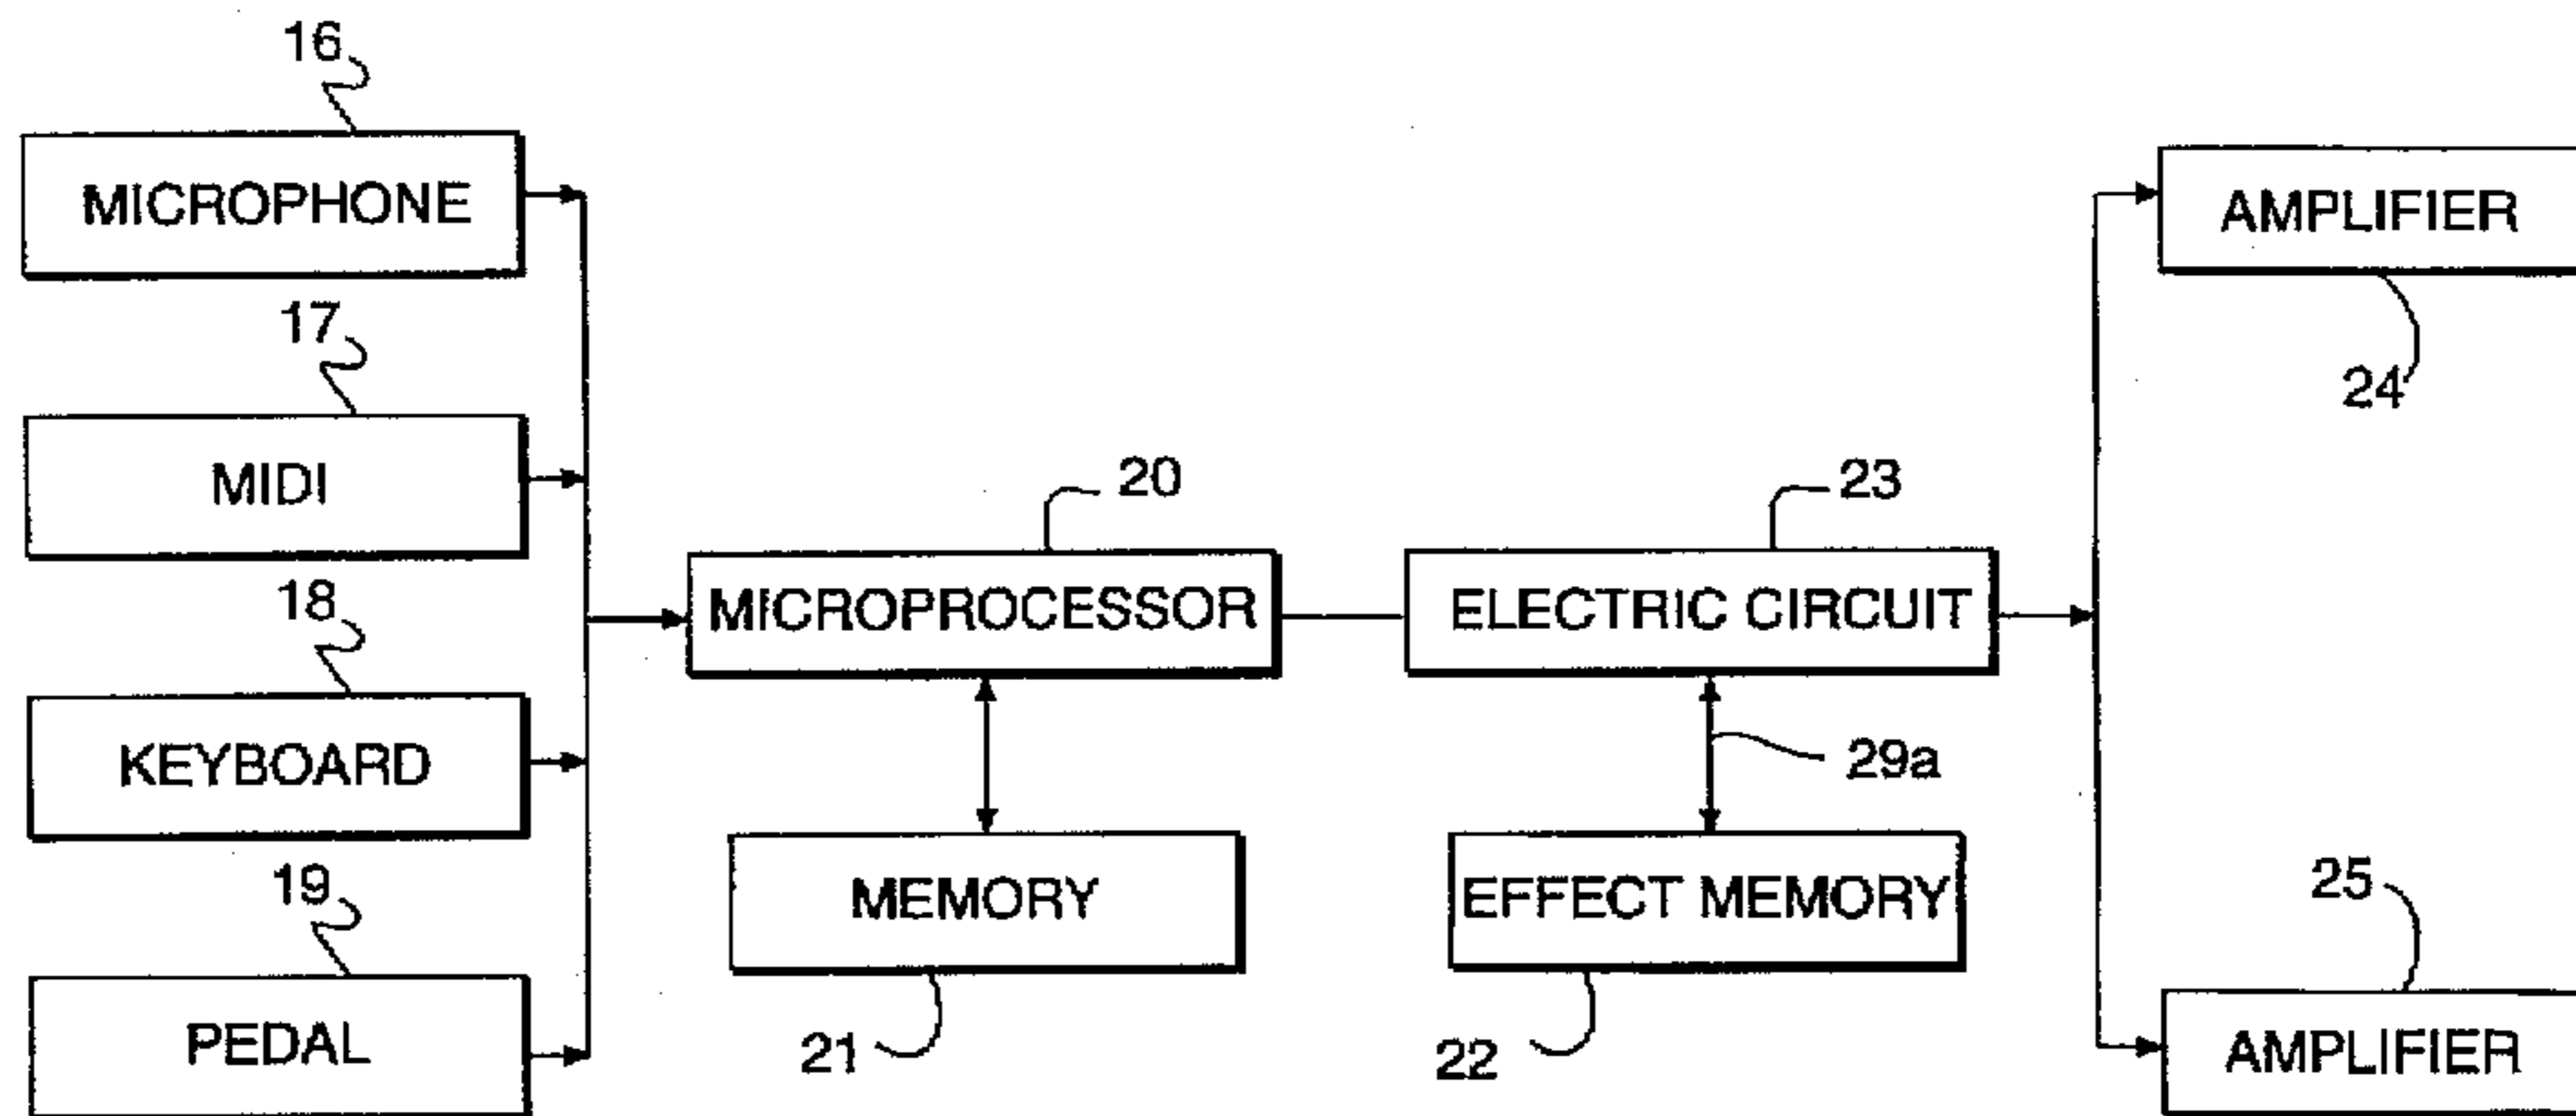 16
MICROPHONE
17
MIDI
18
KEYBOARD
19
PEDAL
20
MICROPROCESSOR
MEMORY
21
23
ELECTRIC CIRCUIT
29a
EFFECT MEMORY
22
AMPLIFIER
24
25
AMPLIFIER